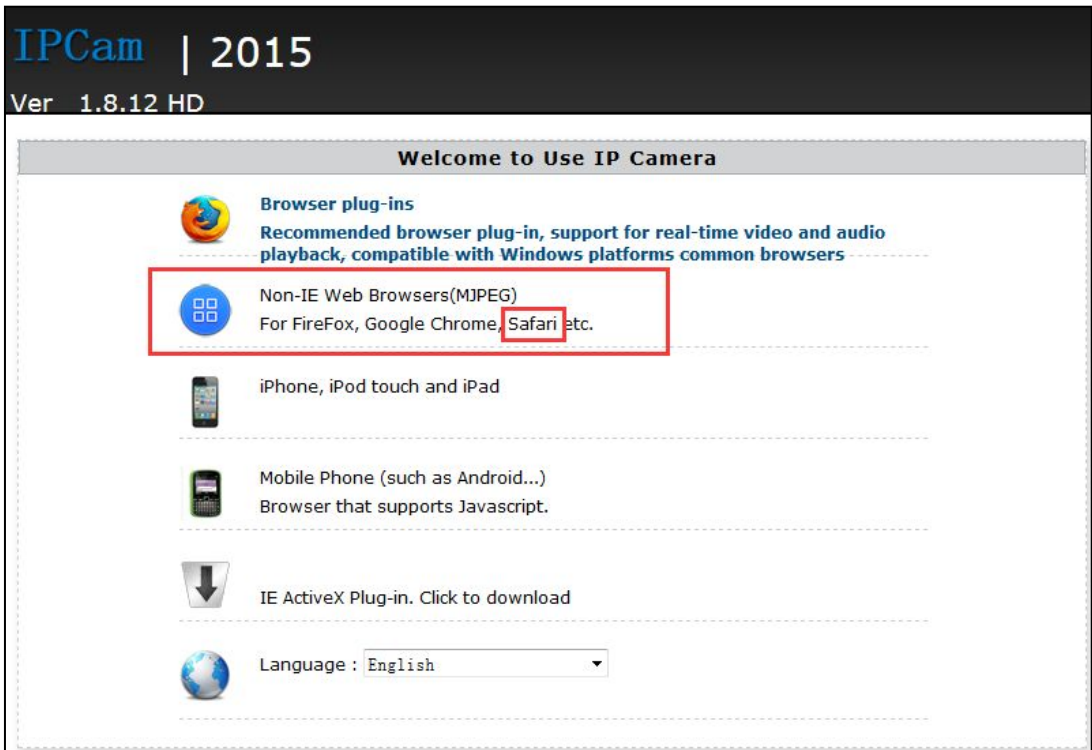 IPCam | 2015
Ver 1.8.12 HD
Welcome to Use IP Camera
Browser plug-ins
Recommended browser plug-in, support for real-time video and audio
playback, compatible with Windows platforms common browsers
Non-IE Web Browsers(MJPEG)
For FireFox, Google Chrome, Safari etc.
iPhone, iPod touch and iPad
Mobile Phone (such as Android...)
Browser that supports Javascript.
IE ActiveX Plug-in. Click to download
Language : English